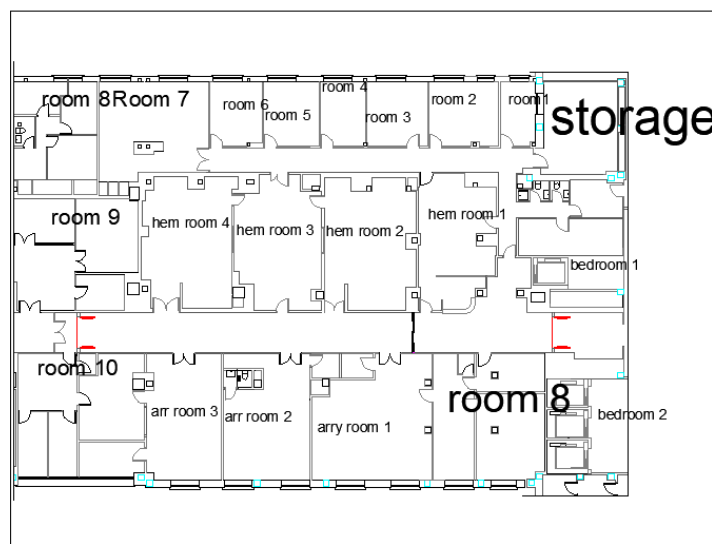 room 4
room 8 Room 7
room 6
room 5
room 3
room 2
room1
storage
room 9
hem room 4
hem room 3
hem room 2
hem room 1
bedroom 1
room 10
arr room 3
arr room 2
arry room 1
room 8
bedroom 2